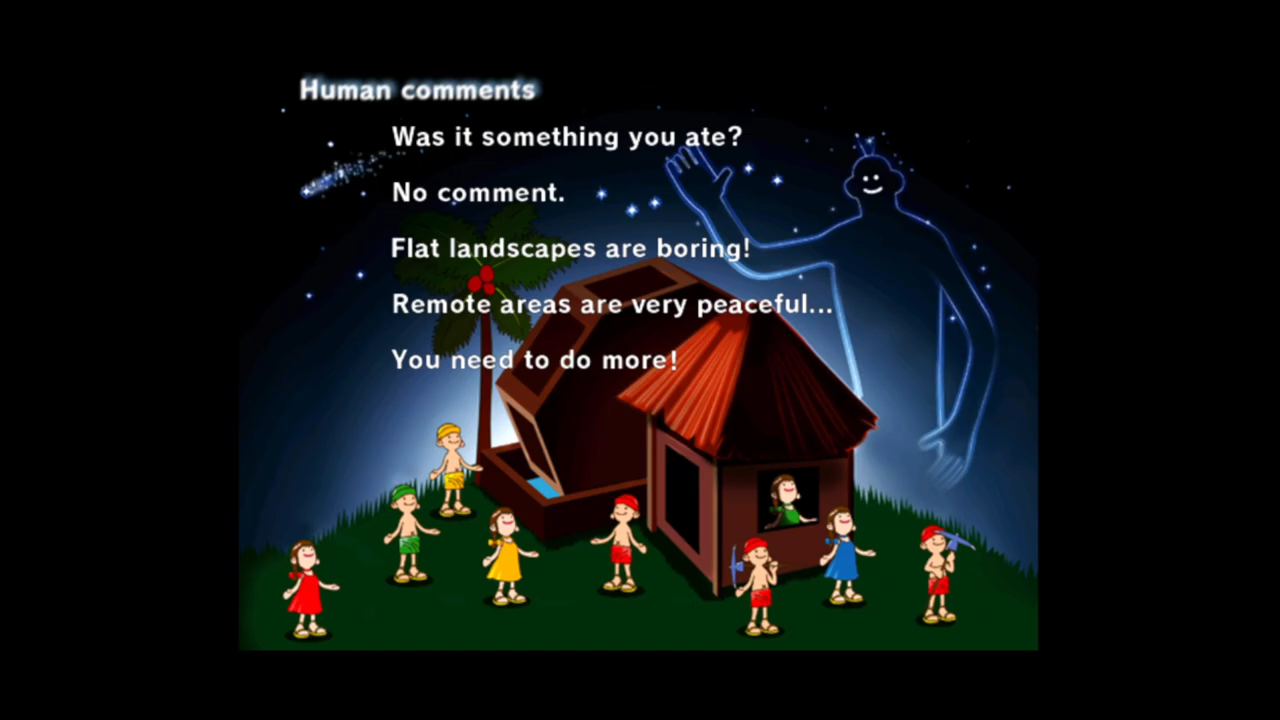 Human comments
Was it something you ate?
No comment.
Flat landscapes are boring!
Remote areas are very peaceful...
You need to do more!